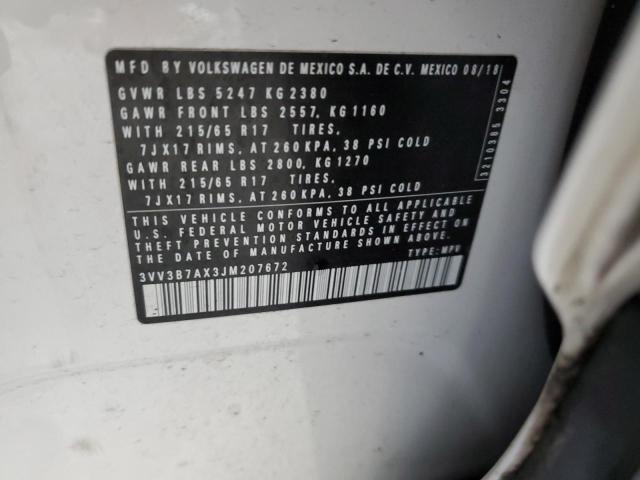 MFD BY VOLKSWAGEN DE MEXICO S.A. DE C.V. MEXICO 08/18
GVWR LBS 5247 KG 2380
GAWR FRONT LBS 2557, KG 1160
WITH 215/65 R17 TIRES,
7JX17 RIMS, AT 260 KPA, 38 PSI COLD
GAWR REAR LBS 2800, KG 1270
WITH 215/65 R17 TIRES,
7JX17 RIMS, AT 260 KPA, 38 PSI COLD
THIS VEHICLE CONFORMS TO ALL APPLICABLE
U.S. FEDERAL MOTOR VEHICLE SAFETY AND
THEFT PREVENTION STANDARDS IN EFFECT ON
THE DATE OF MANUFACTURE SHOWN ABOVE.
TYPE: MPV
3VV3B7AX3JM207672
3210385 3304